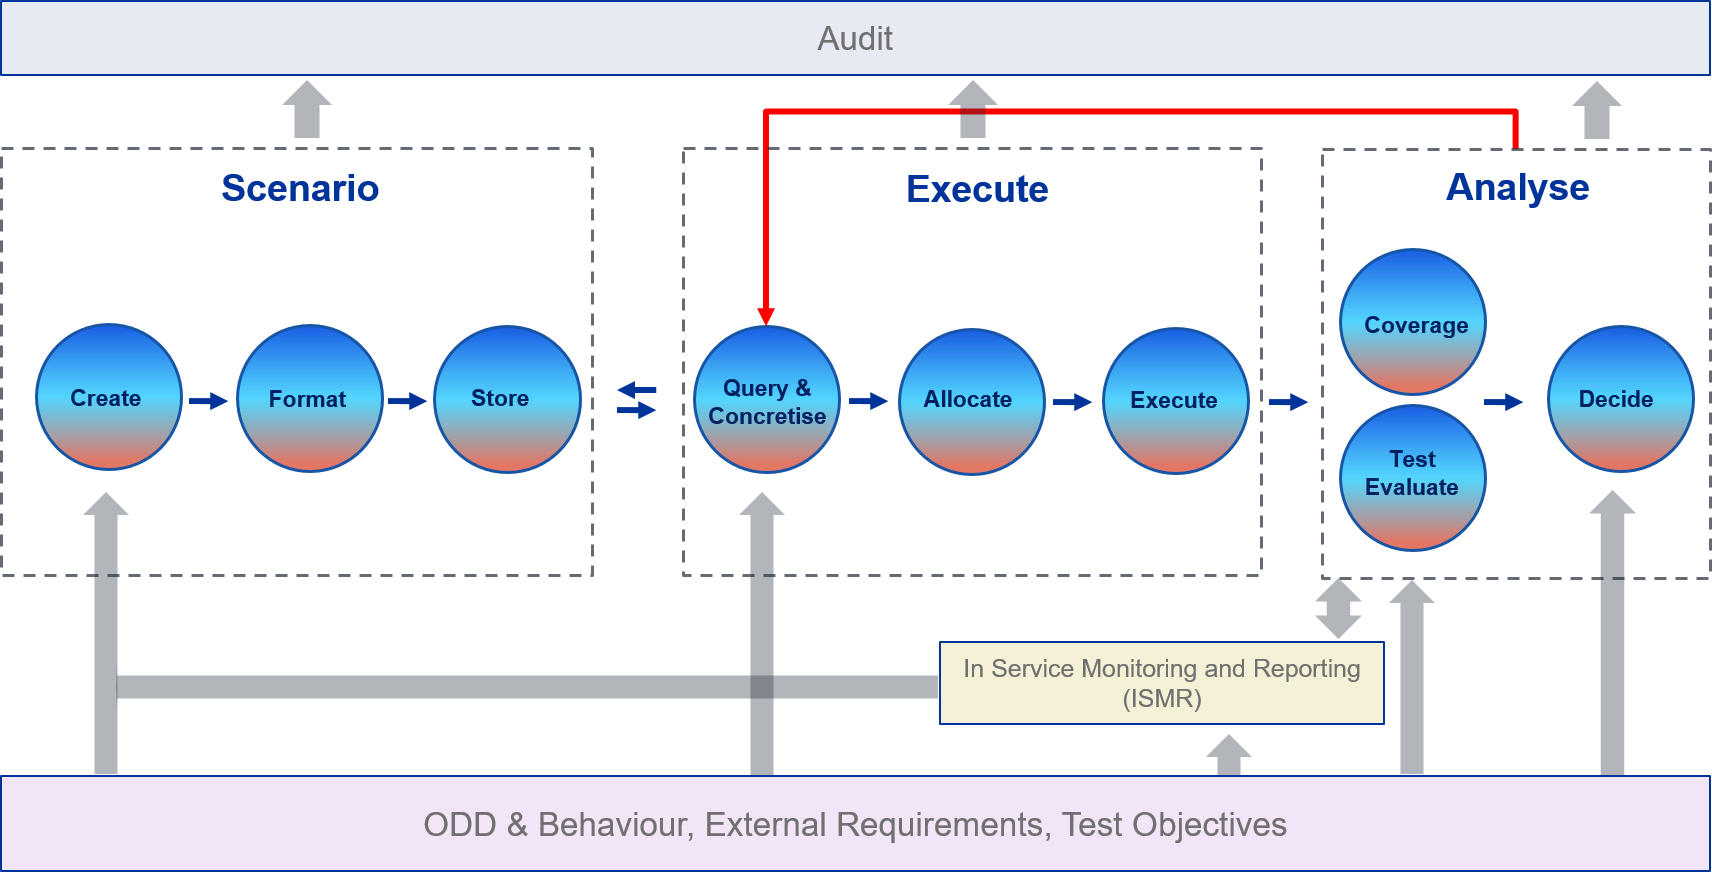 Audit
Scenario
Execute
Analyse
Create
Format
Store
Query &
Concretise
Allocate
Execute
Coverage
Test
Evaluate
Decide
In Service Monitoring and Reporting
(ISMR)
ODD & Behaviour, External Requirements, Test Objectives